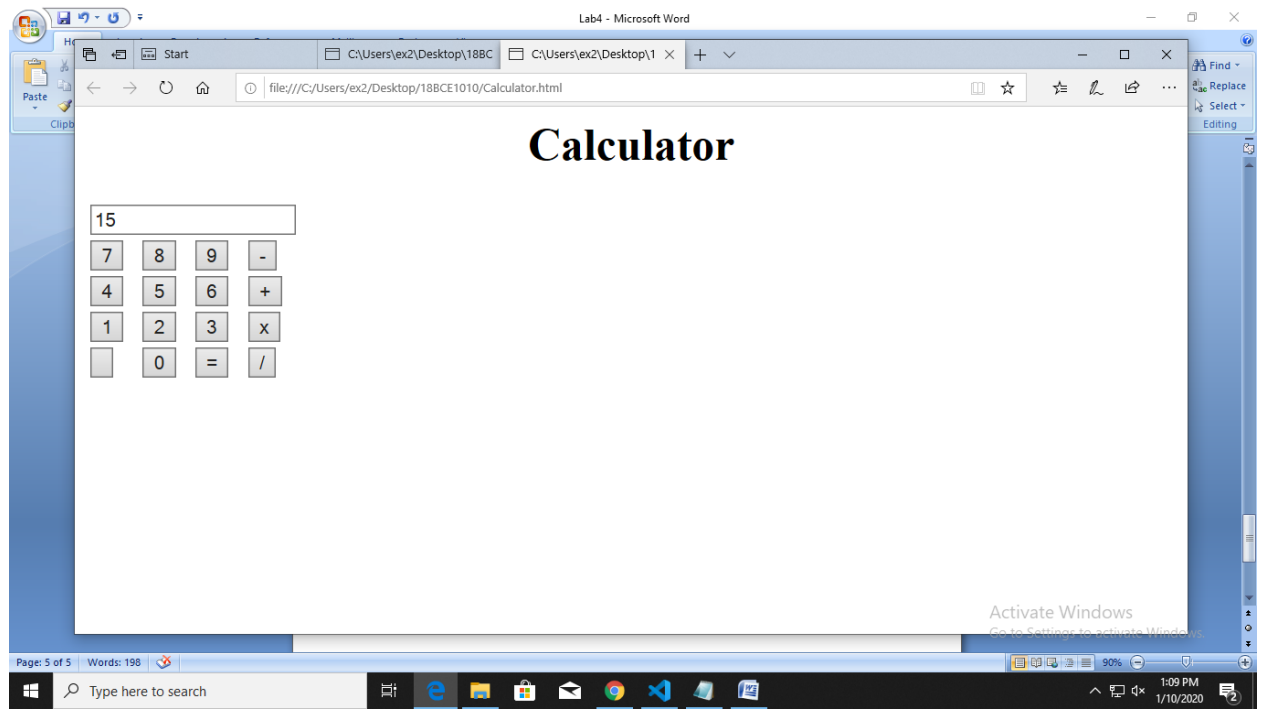 Lab4 - Microsoft Word
Start
C:\Users\ex2\Desktop\18BC
C:\Users\ex2\Desktop\1
file:///C:/Users/ex2/Desktop/18BCE1010/Calculator.html
Paste
Clipb
Find
Replace
Select
Editing
Calculator
15
7 8 9 -
4 5 6 +
1 2 3 x
0 = /
Activate Windows
Go to Settings to activate Windows.
Page: 5 of 5 Words: 198 90%
Type here to search
1:09 PM
1/10/2020
2